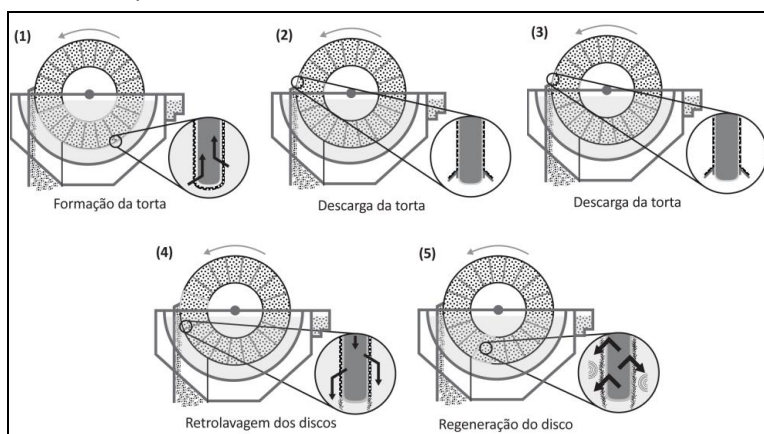 (1)
Formação da torta
(2)
Descarga da torta
(3)
Descarga da torta
(4)
Retrolavagem dos discos
(5)
Regeneração do disco